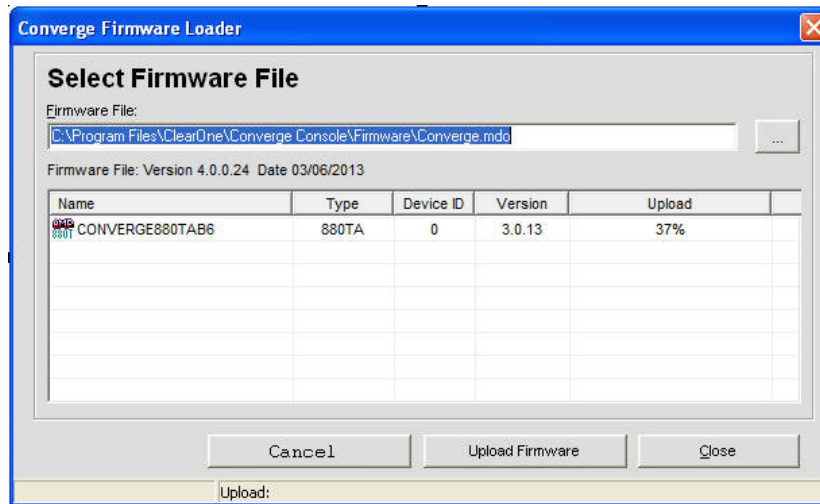 Converge Firmware Loader
Select Firmware File
Firmware File:
C:\Program Files\ClearOne\Converge Console\Firmware\Converge.mdo
...
Firmware File: Version 4.0.0.24 Date 03/06/2013
Name Type Device ID Version Upload
AMP 880T CONVERGE880TAB6 880TA 0 3.0.13 37%
Cancel Upload Firmware Close
Upload: